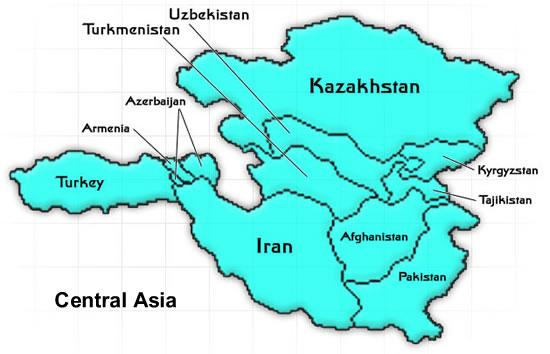 Uzbekistan
Turkmenistan
Kazakhstan
Azerbaijan
Armenia
Kyrgyzstan
Turkey
Tajikistan
Afghanistan
Iran
Pakistan
Central Asia